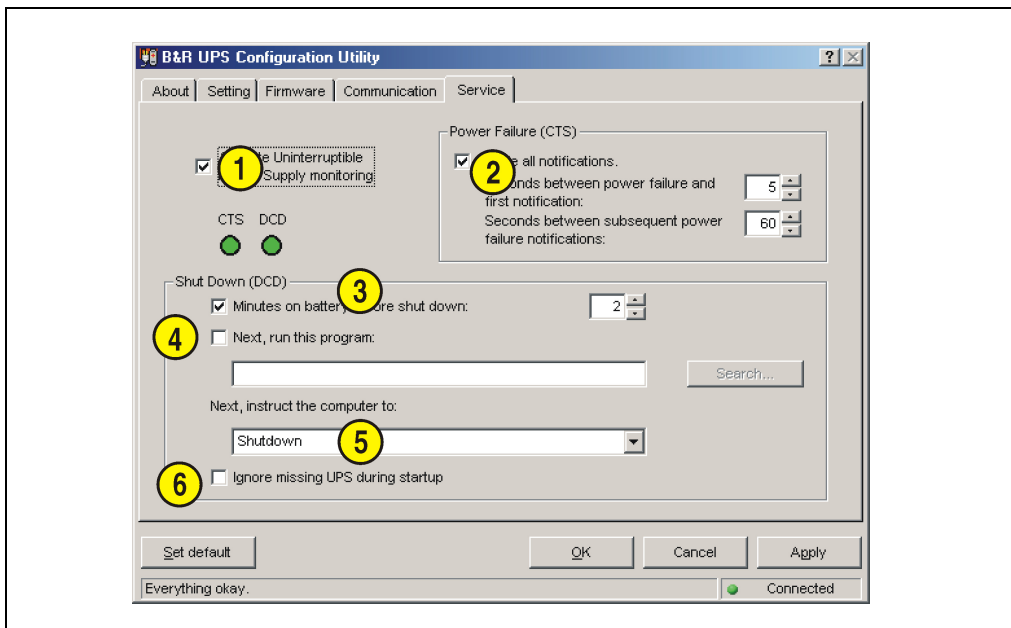 B&R UPS Configuration Utility
About Setting Firmware Communication Service
Power Failure (CTS)
1
Uninterruptible
Supply monitoring
2
all notifications.
between power failure and
first notification:
5
CTS DCD
Seconds between subsequent power
failure notifications:
60
Shut Down (DCD)
3
Minutes on battery shut down:
2
4
Next, run this program:
Search...
Next, instruct the computer to:
Shutdown
5
6
Ignore missing UPS during startup
Set default
OK
Cancel
Apply
Everything okay.
Connected